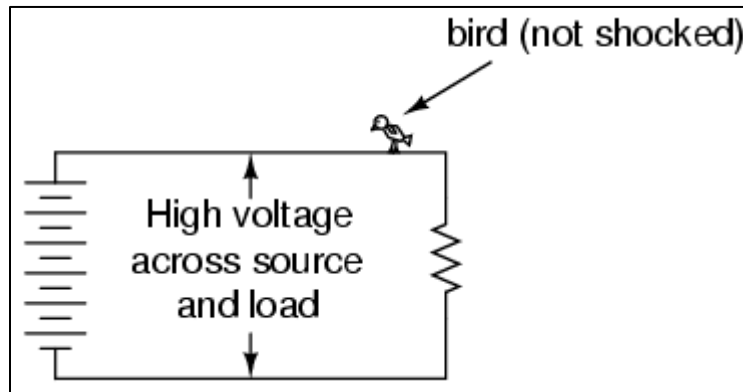 bird (not shocked)
High voltage
across source
and load